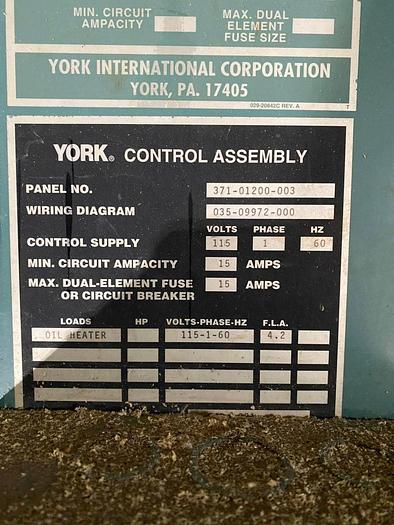 MIN. CIRCUIT AMPACITY
MAX. DUAL ELEMENT FUSE SIZE
YORK INTERNATIONAL CORPORATION
YORK, PA. 17405
029-20842C REV. A
T
YORK® CONTROL ASSEMBLY
PANEL NO. 371-01200-003
WIRING DIAGRAM 035-09972-000
VOLTS PHASE HZ
CONTROL SUPPLY 115 1 60
MIN. CIRCUIT AMPACITY 15 AMPS
MAX. DUAL-ELEMENT FUSE
OR CIRCUIT BREAKER 15 AMPS
LOADS HP VOLTS-PHASE-HZ F.L.A.
OIL HEATER 115-1-60 4.2